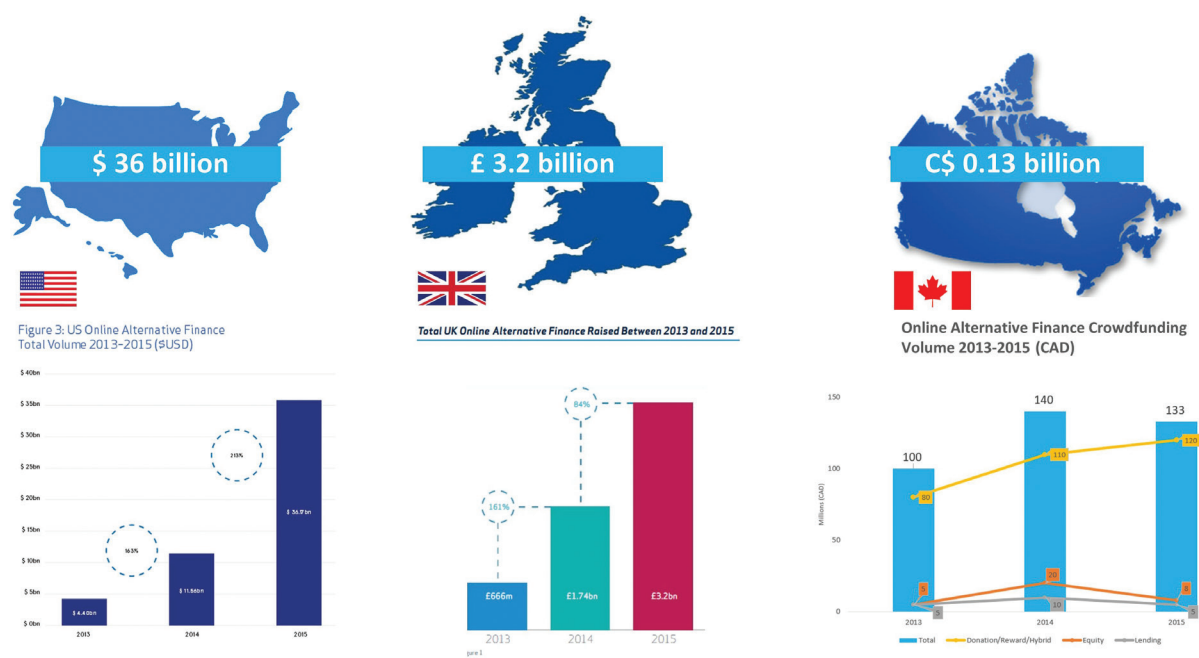 $ 36 billion
£ 3.2 billion
C$ 0.13 billion
Figure 3: US Online Alternative Finance
Total Volume 2013-2015 ($USD)
$ 40bn
$ 35bn
$ 30bn
$ 25bn
$ 20bn
$ 15bn
$ 10bn
$ 5bn
$ 0bn
163%
213%
$ 4.40bn
$ 11.56bn
$ 36.17bn
2013
2014
2015
Total UK Online Alternative Finance Raised Between 2013 and 2015
84%
161%
£666m
£1.74bn
£3.2bn
2013
2014
2015
gure 1
Online Alternative Finance Crowdfunding
Volume 2013-2015 (CAD)
150
100
50
0
Millions (CAD)
100
140
133
80
110
120
5
20
8
5
10
5
2013
2014
2015
Total
Donation/Reward/Hybrid
Equity
Lending